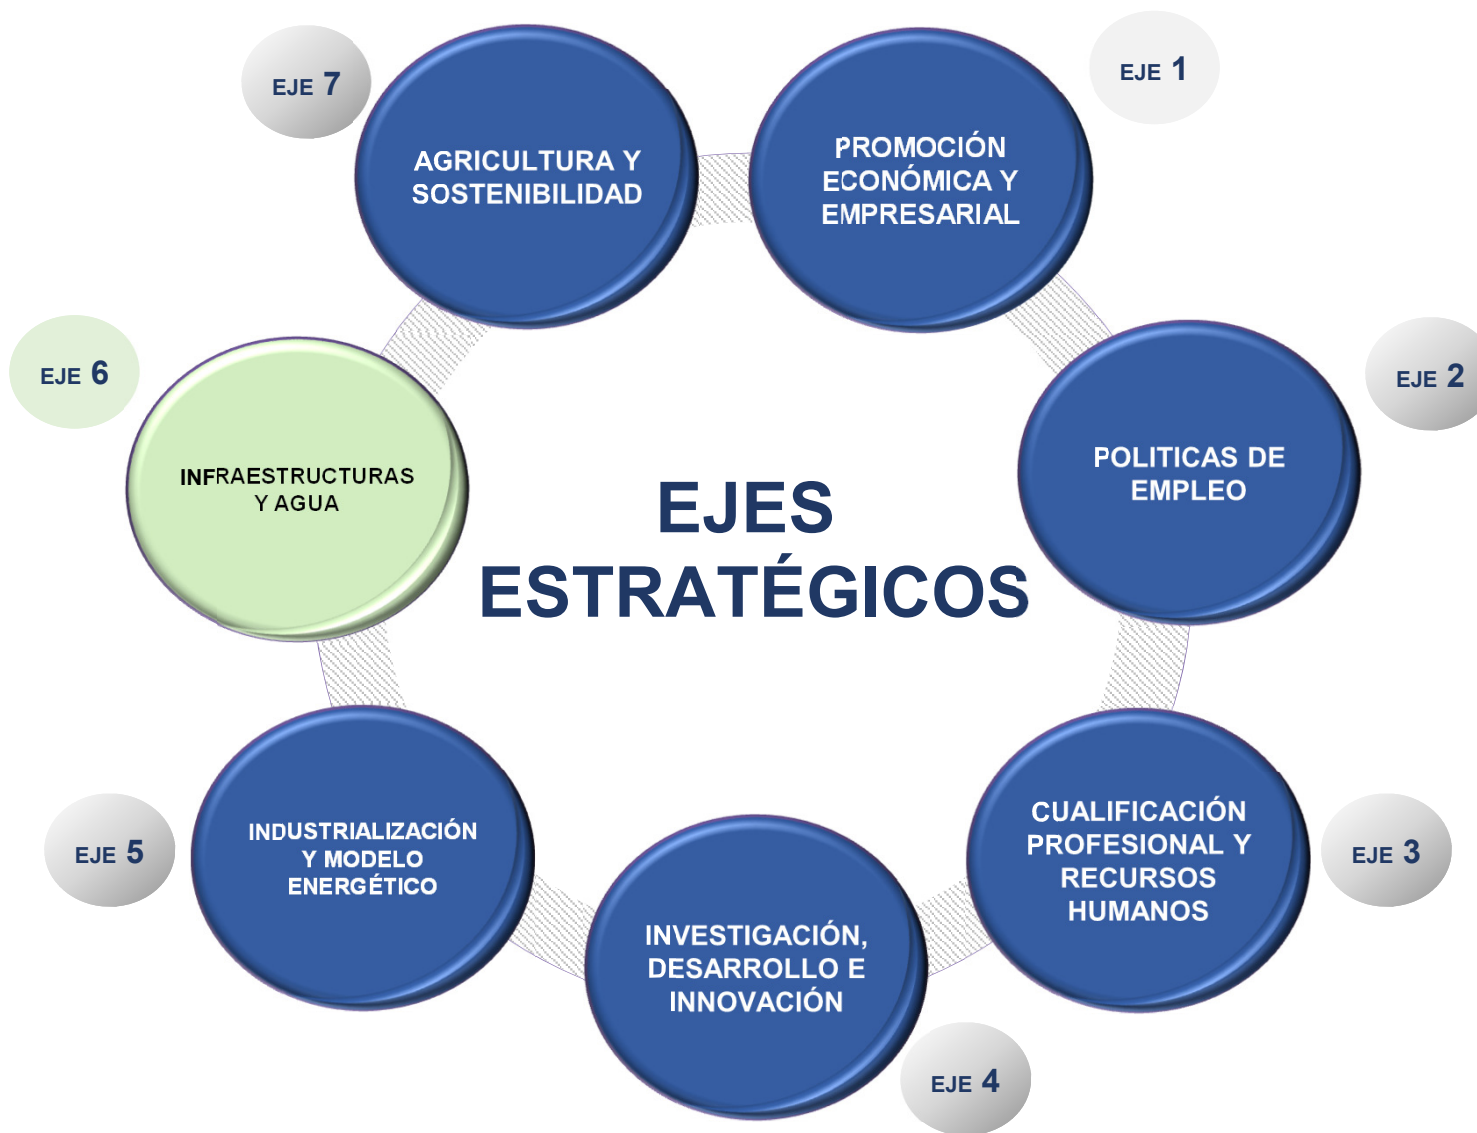 EJE 7
AGRICULTURA Y
SOSTENIBILIDAD
EJE 1
PROMOCIÓN
ECONÓMICA Y
EMPRESARIAL
EJE 2
POLITICAS DE
EMPLEO
EJE 6
INFRAESTRUCTURAS
Y AGUA
EJES
ESTRATÉGICOS
EJE 3
CUALIFICACIÓN
PROFESIONAL Y
RECURSOS
HUMANOS
EJE 5
INDUSTRIALIZACIÓN
Y MODELO
ENERGÉTICO
INVESTIGACIÓN,
DESARROLLO E
INNOVACIÓN
EJE 4